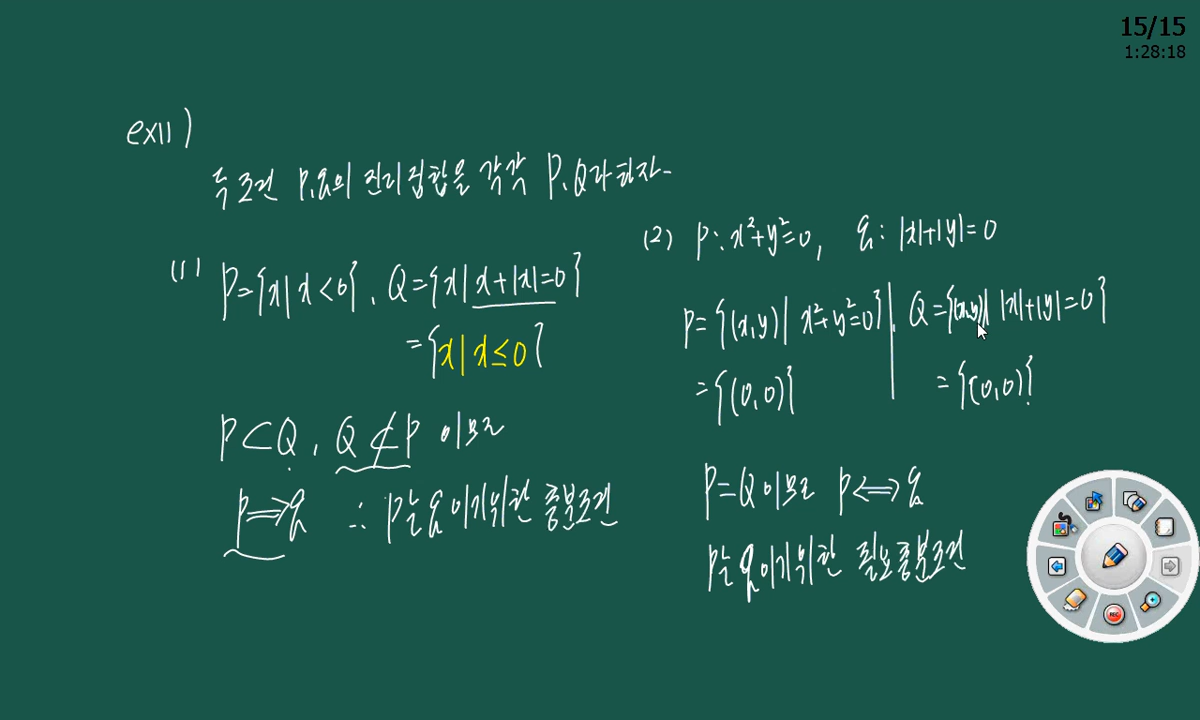 15/15
1:28:18
ex11)
두 조건 p, q의 진리집합을 각각 P, Q라 하자.
(1) P={x|x<0}, Q={x|x+|x|=0}
={x|x≤0}
P⊂Q, Q⊄P 이므로
p⟹q ∴ p는 q이기위한 충분조건
(2) p: x²+y²=0, q: |x|+|y|=0
P={(x,y)|x²+y²=0}, Q={(x,y)||x|+|y|=0}
={(0,0)} ={(0,0)}
P=Q이므로 p⟺q
p는 q이기위한 필요충분조건
REC